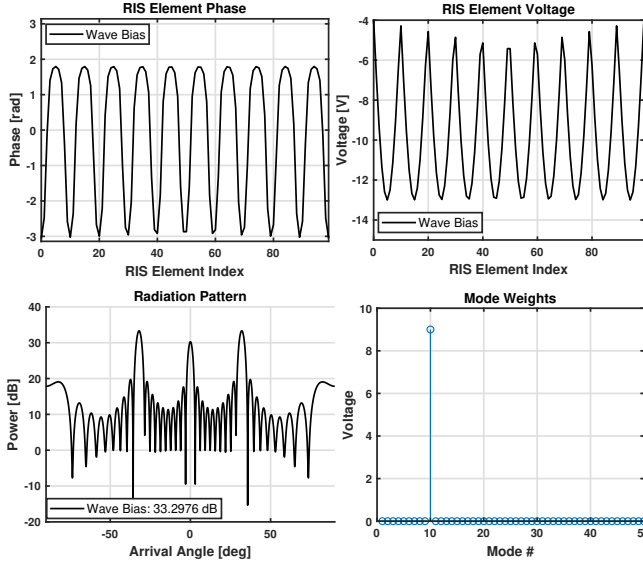 RIS Element Phase
3
2
1
0
-1
-2
-3
Phase [rad]
Wave Bias
0
20
40
60
80
RIS Element Index
RIS Element Voltage
-4
-6
-8
-10
-12
-14
Voltage [V]
Wave Bias
0
20
40
60
80
RIS Element Index
Radiation Pattern
40
30
20
10
0
-10
-20
Power [dB]
Wave Bias: 33.2976 dB
-50
0
50
Arrival Angle [deg]
Mode Weights
10
8
6
4
2
0
Voltage
0
10
20
30
40
Mode #